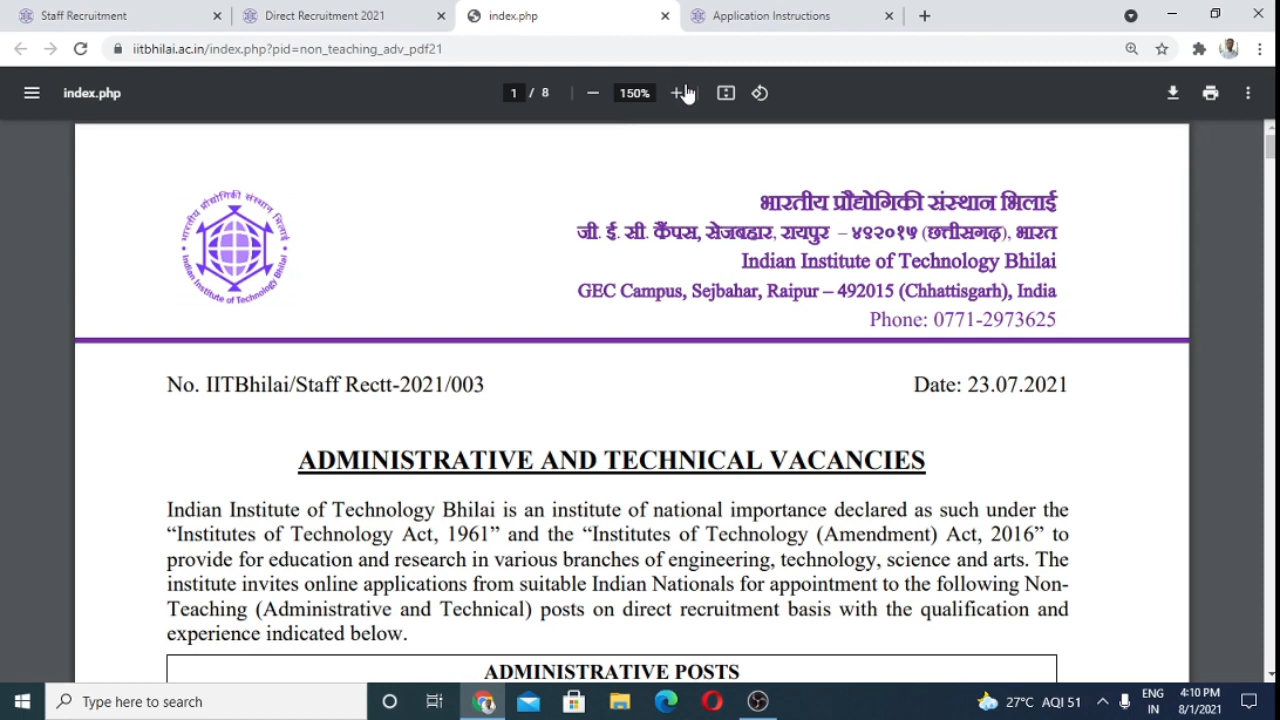 Staff Recruitment
Direct Recruitment 2021
index.php
Application Instructions
iitbhilai.ac.in/index.php?pid=non_teaching_adv_pdf21
index.php
1 / 8
150%
भारतीय प्रौद्योगिकी संस्थान भिलाई
भारतीय प्रौद्योगिकी संस्थान भिलाई
जी. ई. सी. कैंपस, सेजबहार, रायपुर – ४९२०१५ (छत्तीसगढ़), भारत
Indian Institute of Technology Bhilai
Indian Institute of Technology Bhilai
GEC Campus, Sejbahar, Raipur – 492015 (Chhattisgarh), India
Phone: 0771-2973625
No. IITBhilai/Staff Rectt-2021/003
Date: 23.07.2021
ADMINISTRATIVE AND TECHNICAL VACANCIES
Indian Institute of Technology Bhilai is an institute of national importance declared as such under the
“Institutes of Technology Act, 1961” and the “Institutes of Technology (Amendment) Act, 2016” to
provide for education and research in various branches of engineering, technology, science and arts. The
institute invites online applications from suitable Indian Nationals for appointment to the following Non-
Teaching (Administrative and Technical) posts on direct recruitment basis with the qualification and
experience indicated below.
ADMINISTRATIVE POSTS
Type here to search
27°C AQI 51
ENG
IN
4:10 PM
8/1/2021